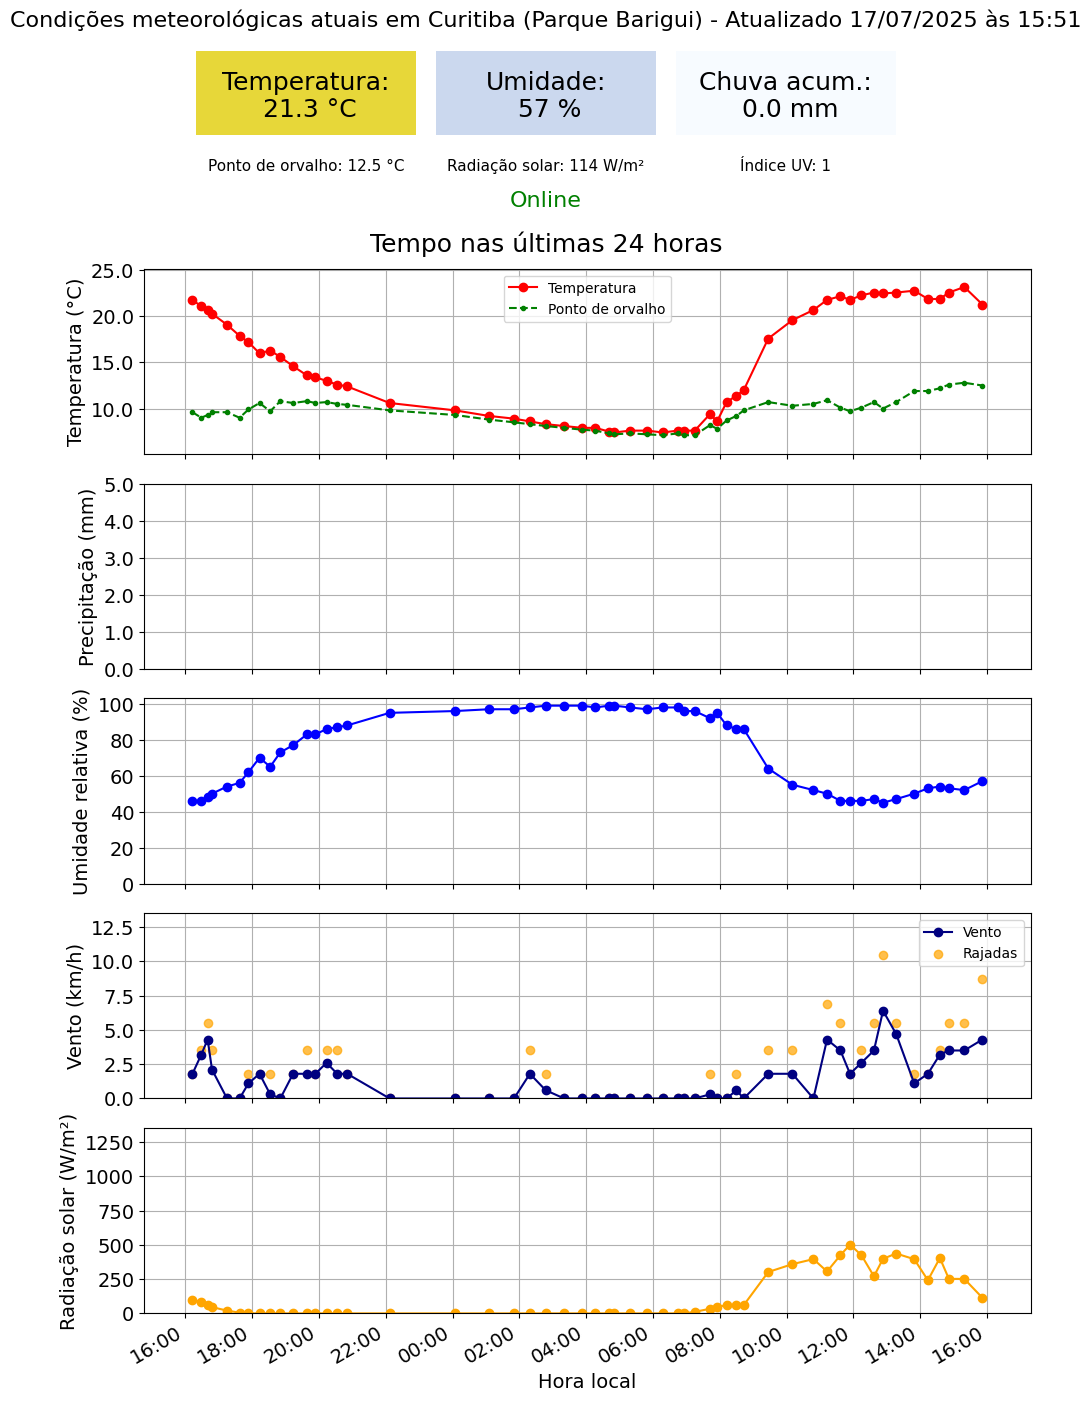 Condições meteorológicas atuais em Curitiba (Parque Barigui) - Atualizado 17/07/2025 às 15:51
Temperatura:
21.3 °C
Umidade:
57 %
Chuva acum.:
0.0 mm
Ponto de orvalho: 12.5 °C
Radiação solar: 114 W/m²
Índice UV: 1
Online
Tempo nas últimas 24 horas
Temperatura (°C)
25.0
20.0
15.0
10.0
Temperatura
Ponto de orvalho
Precipitação (mm)
5.0
4.0
3.0
2.0
1.0
0.0
Umidade relativa (%)
100
80
60
40
20
0
Vento (km/h)
12.5
10.0
7.5
5.0
2.5
0.0
Vento
Rajadas
Radiação solar (W/m²)
1250
1000
750
500
250
0
16:00
18:00
20:00
22:00
00:00
02:00
04:00
06:00
08:00
10:00
12:00
14:00
16:00
Hora local